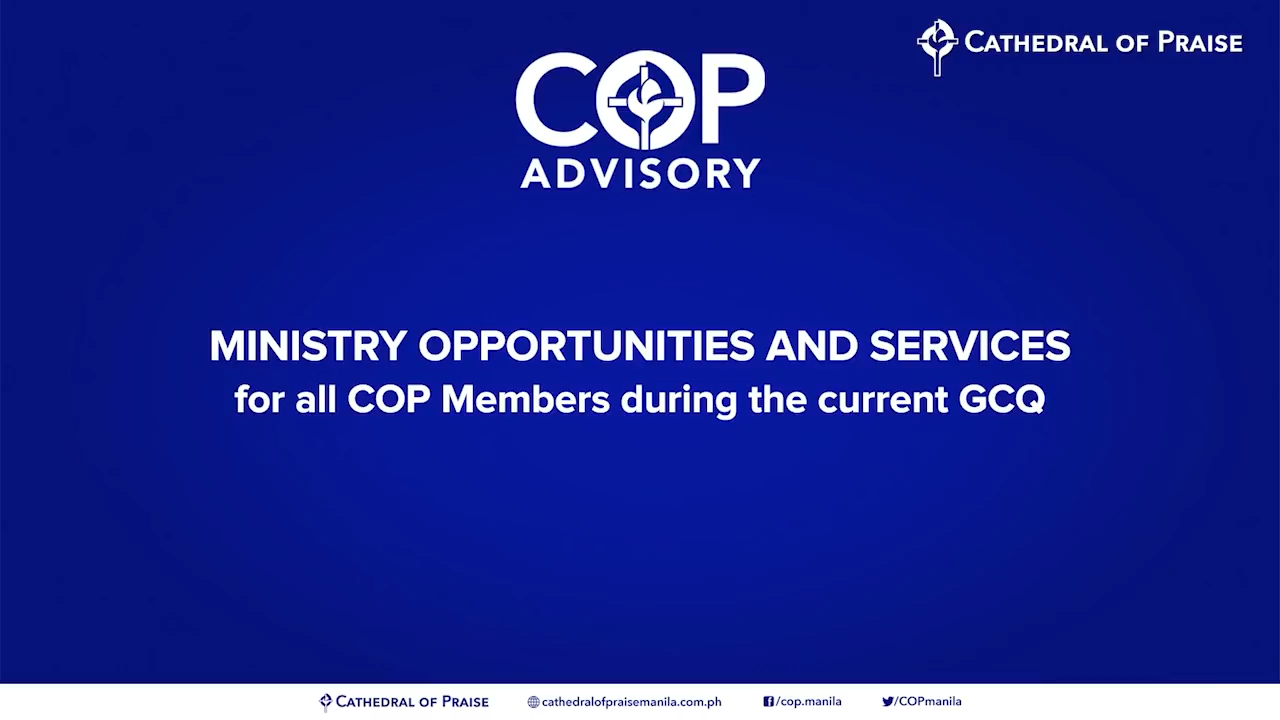 CATHEDRAL OF PRAISE
COP
ADVISORY
MINISTRY OPPORTUNITIES AND SERVICES
for all COP Members during the current GCQ
CATHEDRAL OF PRAISE
cathedralofpraisemanila.com.ph
/cop.manila
/COPmanila